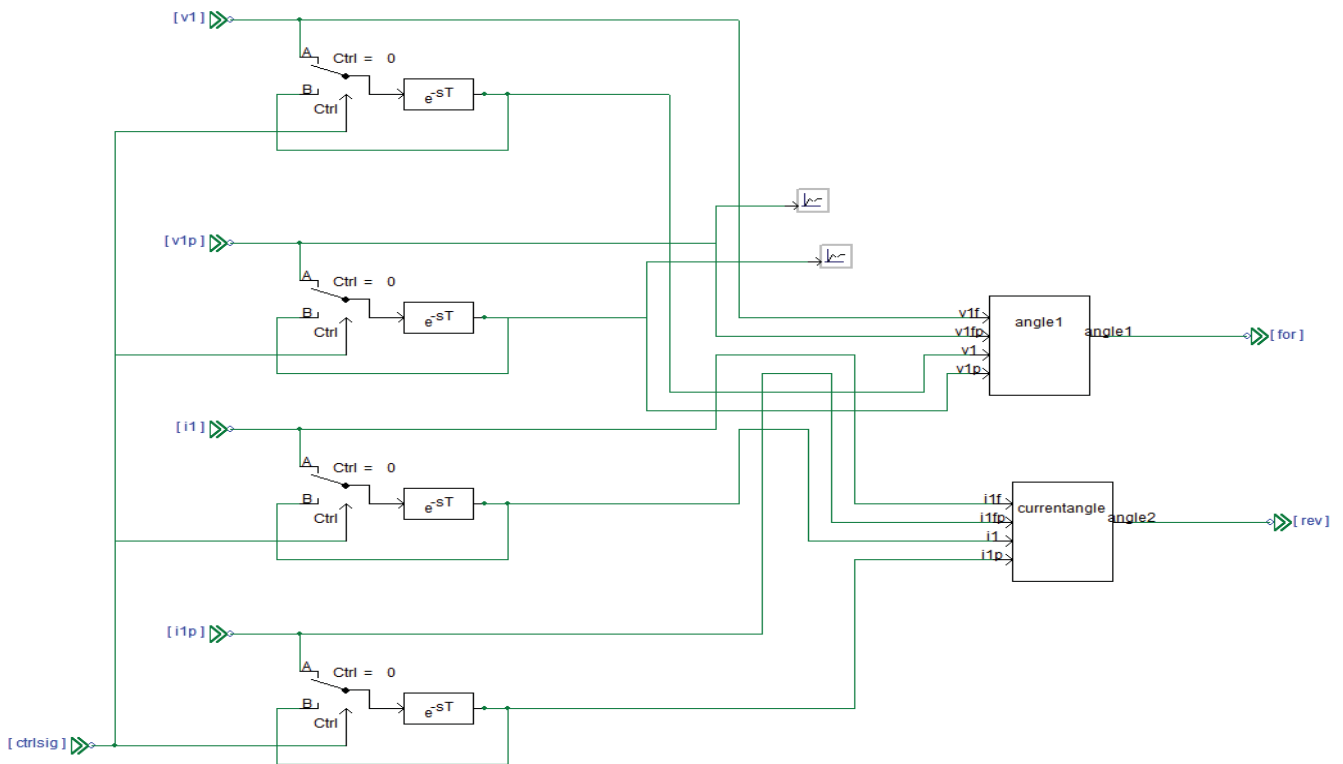 [ v1 ]
A
Ctrl = 0
B
Ctrl
e-sT
[ v1p ]
A
Ctrl = 0
B
Ctrl
e-sT
v1f
v1fp
v1
v1p
angle1
angle1
[ for ]
[ i1 ]
A
Ctrl = 0
B
Ctrl
e-sT
i1f
i1fp
i1
i1p
currentangle
angle2
[ rev ]
[ i1p ]
A
Ctrl = 0
B
Ctrl
e-sT
[ ctrlsig ]